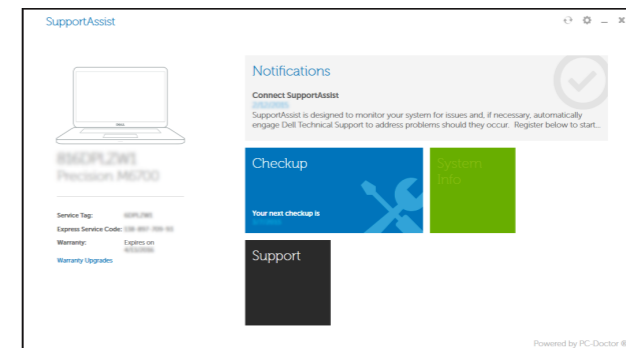 SupportAssist
Notifications
Connect SupportAssist
SupportAssist is designed to monitor your system for issues and, if necessary, automatically
engage Dell Technical Support to address problems should they occur. Register below to start...
Precision M6700
Checkup
System
Info
Your next checkup is
Service Tag:
Express Service Code:
Warranty: Expires on
Warranty Upgrades
Support
Powered by PC-Doctor ®